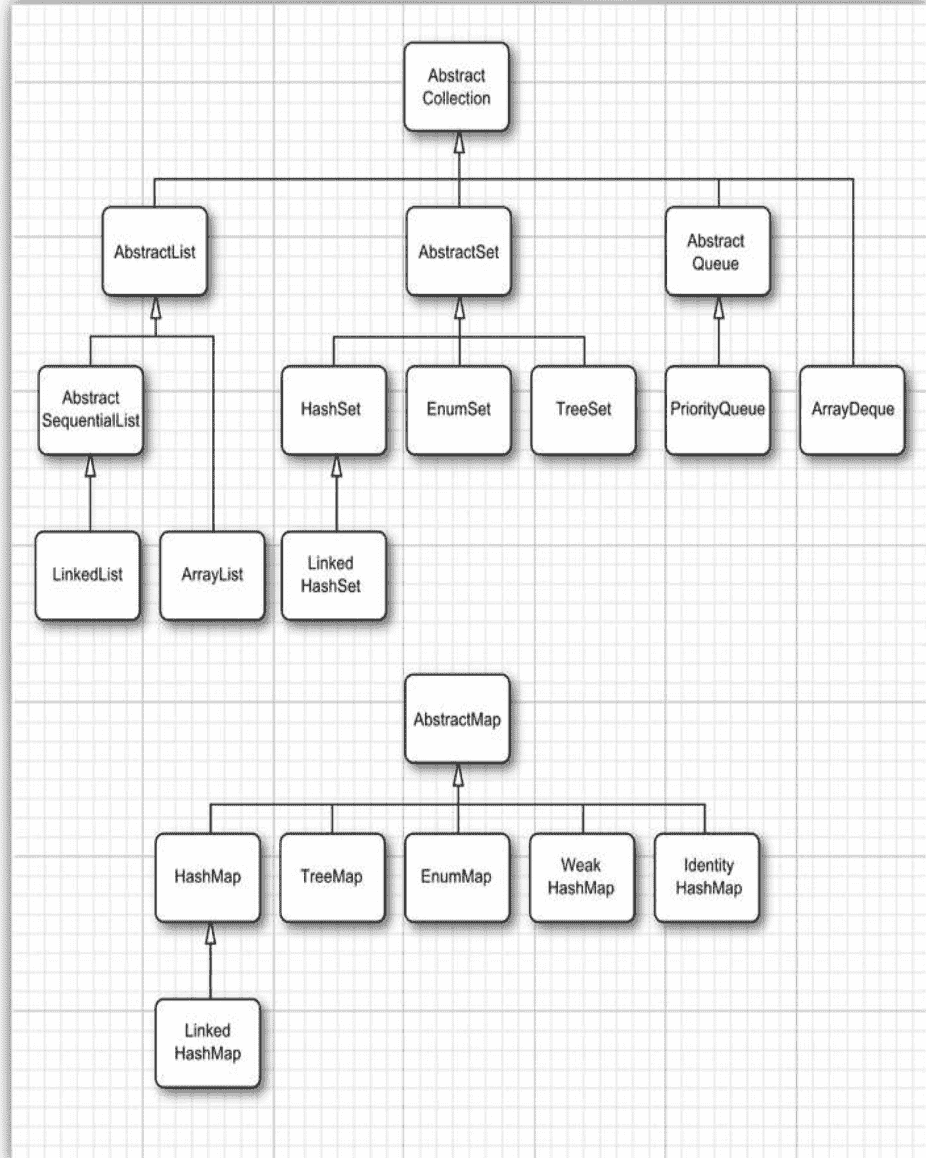 Abstract
Collection
AbstractList
AbstractSet
Abstract
Queue
Abstract
SequentialList
HashSet
EnumSet
TreeSet
PriorityQueue
ArrayDeque
LinkedList
ArrayList
Linked
HashSet
AbstractMap
HashMap
TreeMap
EnumMap
Weak
HashMap
Identity
HashMap
Linked
HashMap